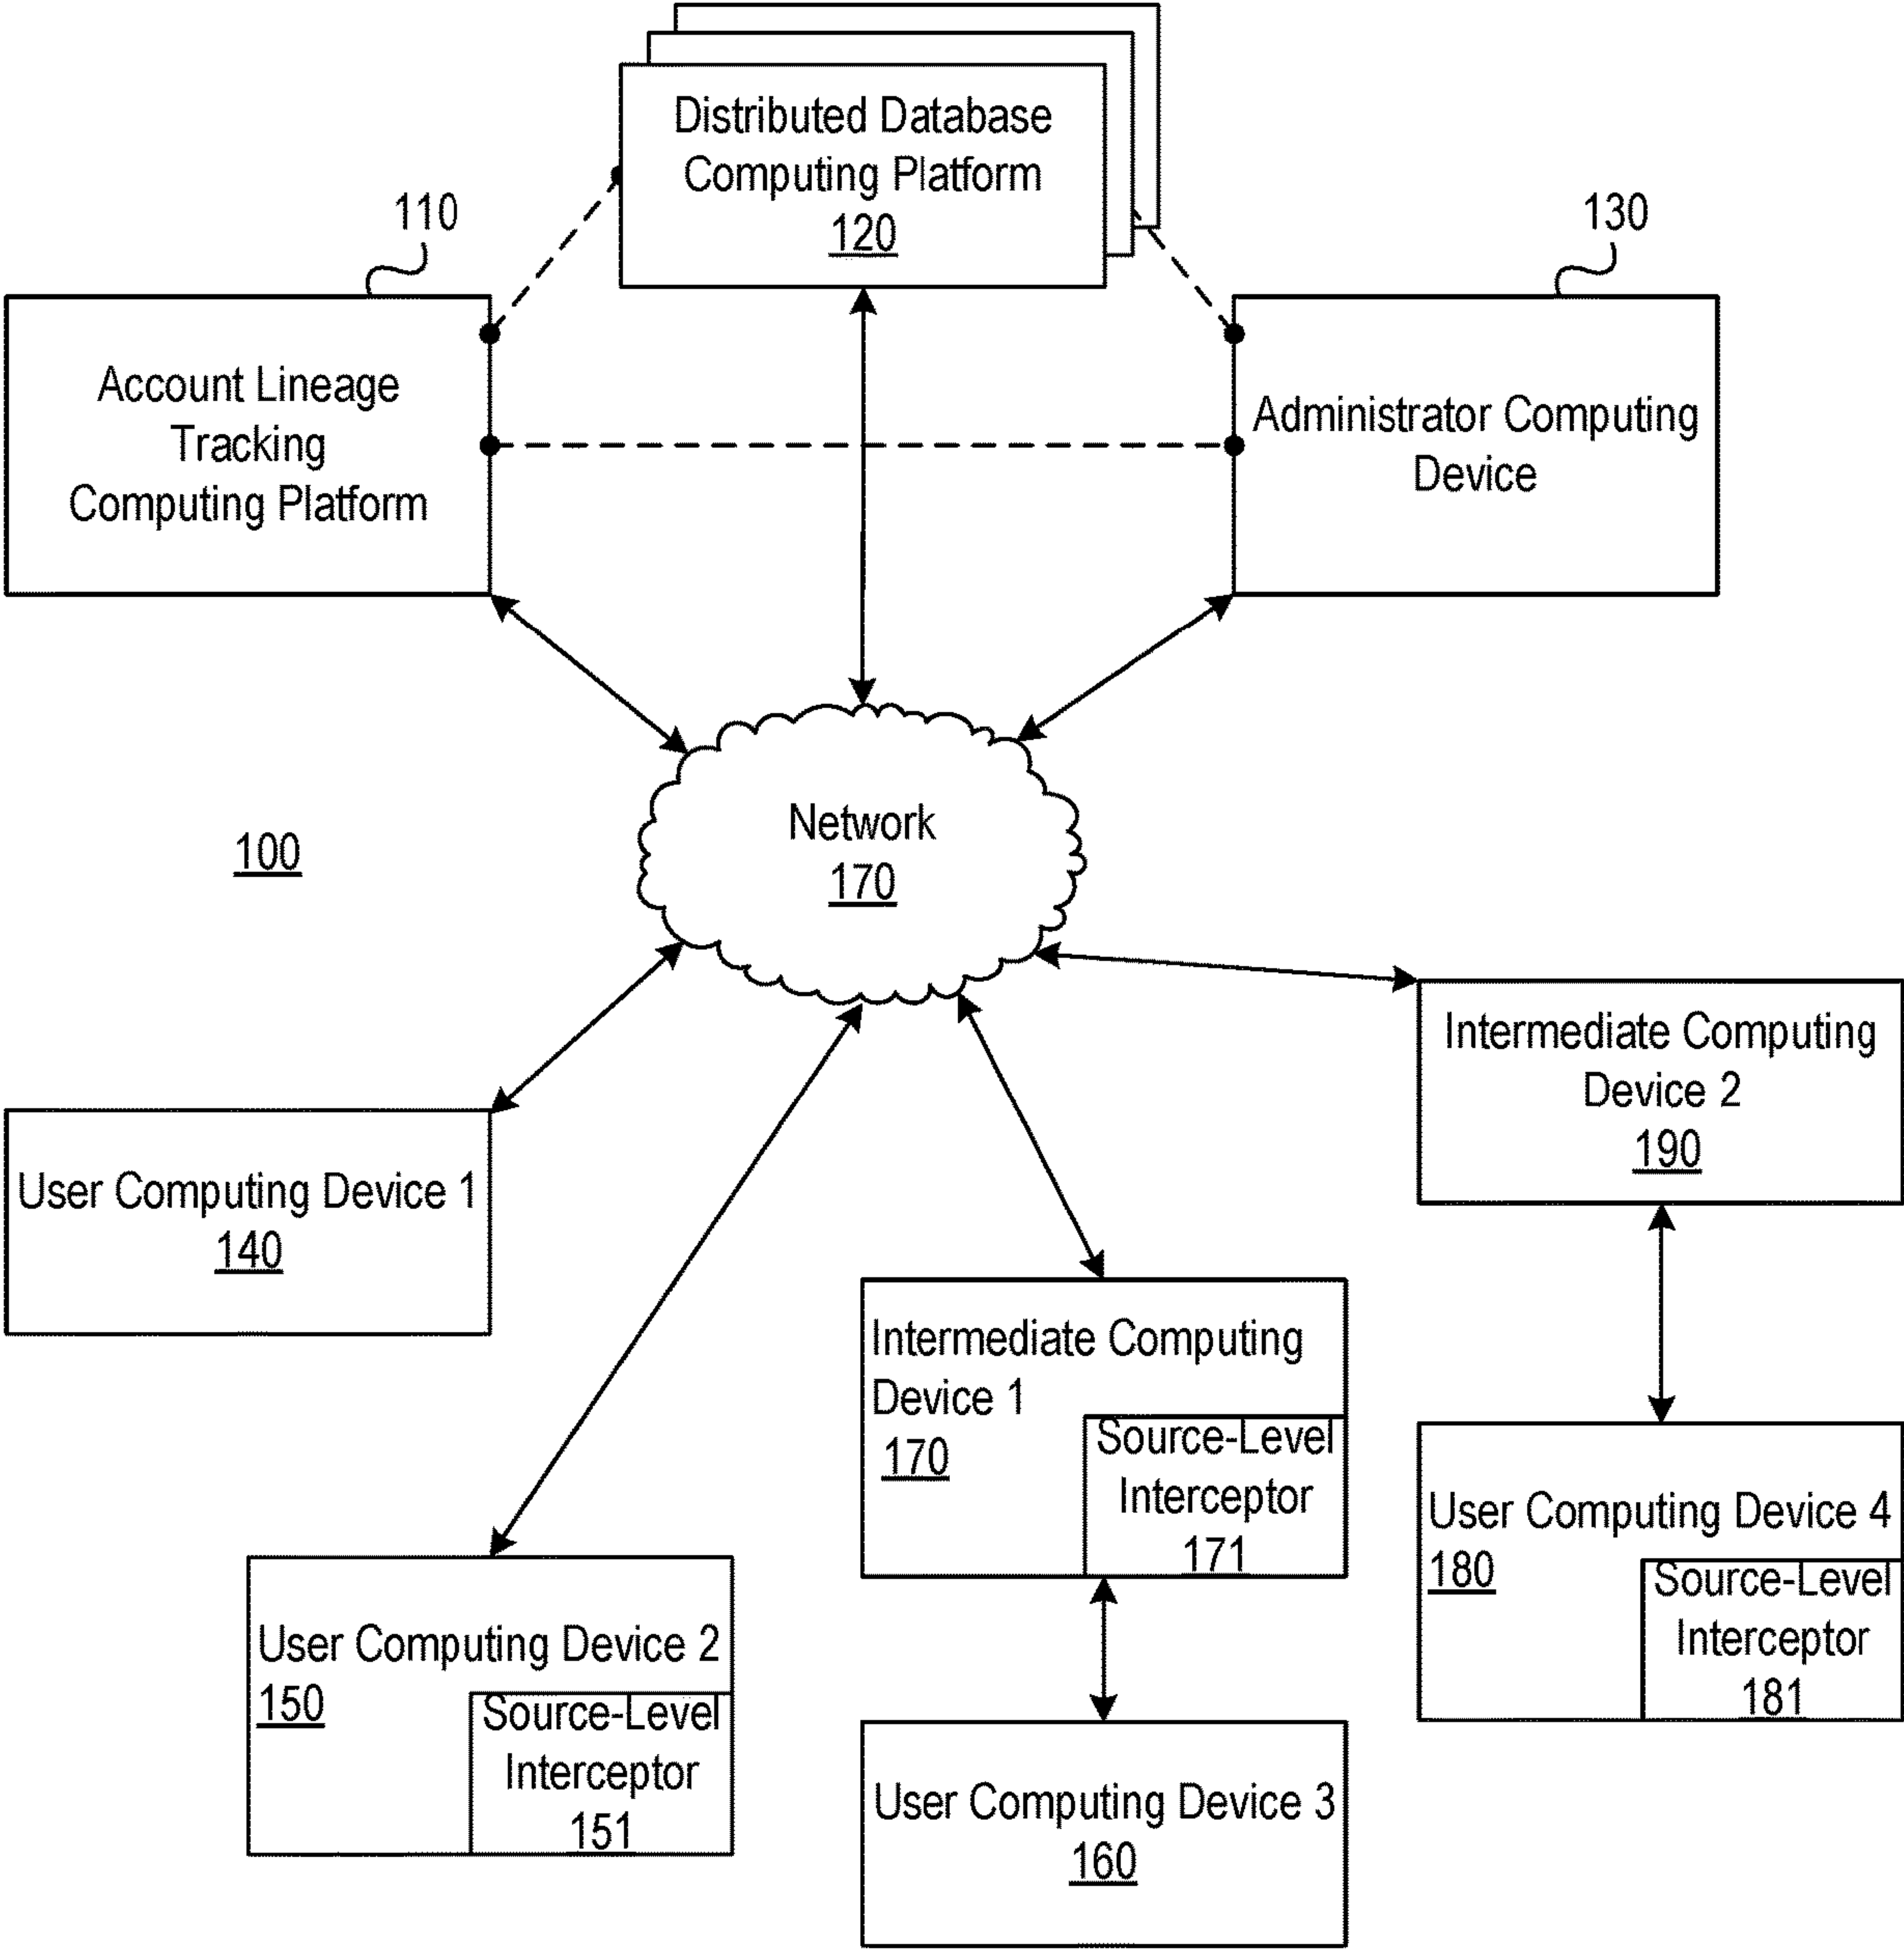 Distributed Database
Computing Platform
120
110
130
Account Lineage
Tracking
Computing Platform
Administrator Computing
Device
Network
170
100
Intermediate Computing
Device 2
190
User Computing Device 1
140
Intermediate Computing
Device 1
170
Source-Level
Interceptor
171
User Computing Device 4
180
Source-Level
Interceptor
181
User Computing Device 2
150
Source-Level
Interceptor
151
User Computing Device 3
160